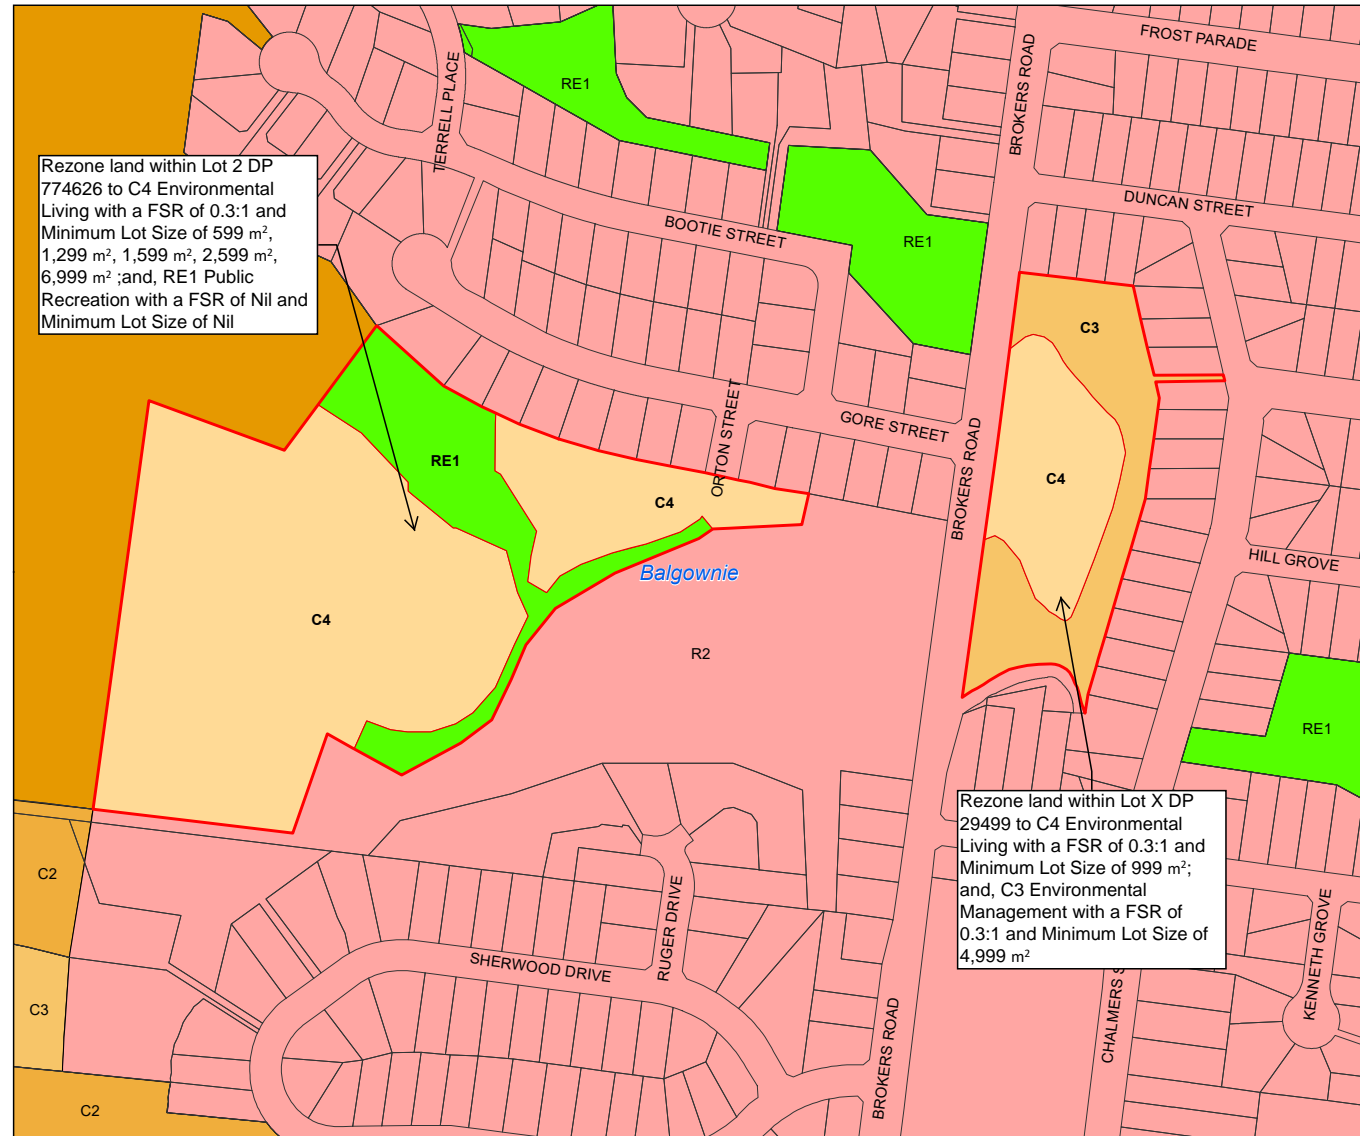 FROST PARADE
BROKERS ROAD
TERRELL PLACE
RE1
Rezone land within Lot 2 DP
774626 to C4 Environmental
Living with a FSR of 0.3:1 and
Minimum Lot Size of 599 m²,
1,299 m², 1,599 m², 2,599 m²,
6,999 m² ;and, RE1 Public
Recreation with a FSR of Nil and
Minimum Lot Size of Nil
DUNCAN STREET
BOOTIE STREET
RE1
C3
ORTON STREET
GORE STREET
BROKERS ROAD
RE1
C4
C4
HILL GROVE
Balgownie
C4
R2
RE1
Rezone land within Lot X DP
29499 to C4 Environmental
Living with a FSR of 0.3:1 and
Minimum Lot Size of 999 m²;
and, C3 Environmental
Management with a FSR of
0.3:1 and Minimum Lot Size of
4,999 m²
C2
RUGER DRIVE
SHERWOOD DRIVE
KENNETH GROVE
C3
CHALMERS S
BROKERS ROAD
C2